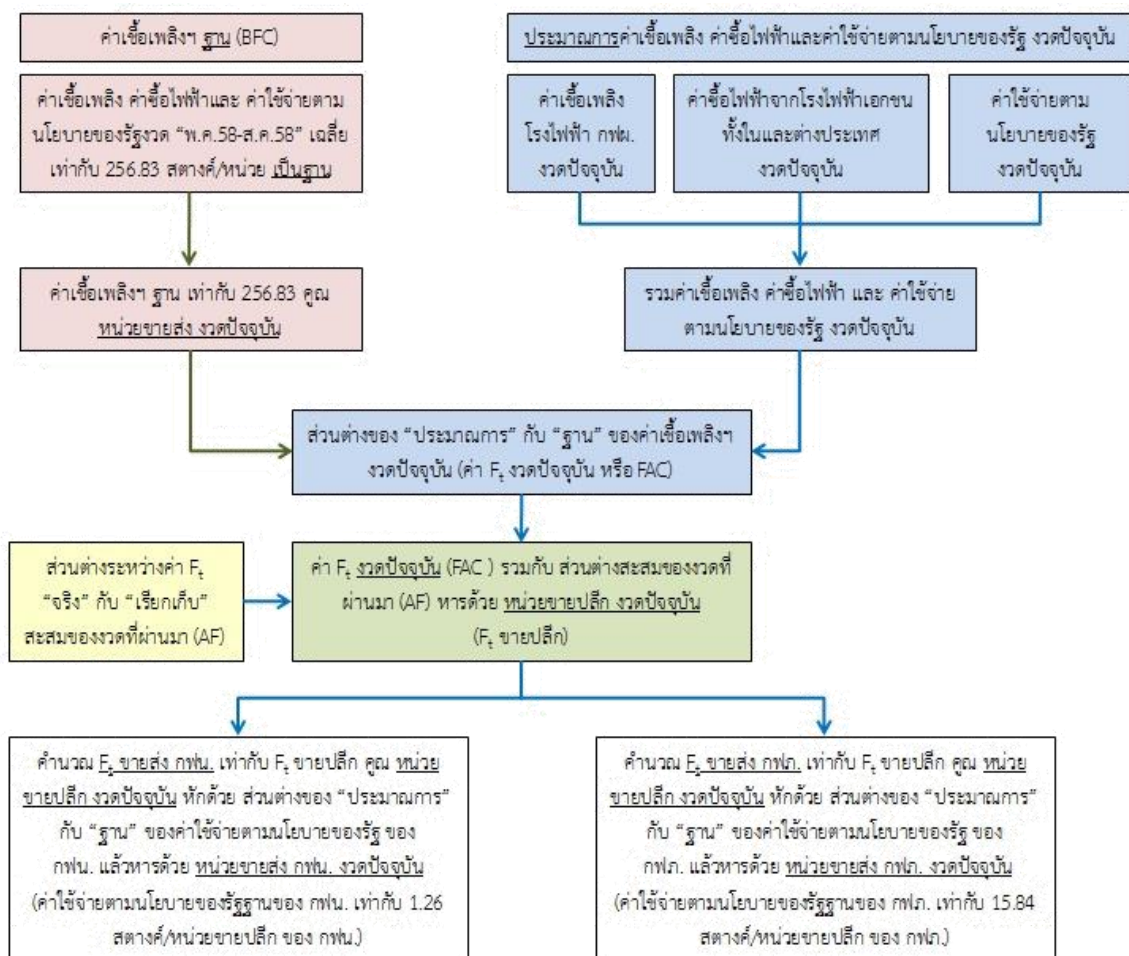 ค่าเชื้อเพลิงฯ ฐาน (BFC)
ประมาณการค่าเชื้อเพลิง ค่าซื้อไฟฟ้าและค่าใช้จ่ายตามนโยบายของรัฐ งวดปัจจุบัน
ค่าเชื้อเพลิง ค่าซื้อไฟฟ้าและ ค่าใช้จ่ายตาม
นโยบายของรัฐงวด “พ.ค.58-ส.ค.58” เฉลี่ย
เท่ากับ 256.83 สตางค์/หน่วย เป็นฐาน
ค่าเชื้อเพลิง
โรงไฟฟ้า กฟผ.
งวดปัจจุบัน
ค่าซื้อไฟฟ้าจากโรงไฟฟ้าเอกชน
ทั้งในและต่างประเทศ
งวดปัจจุบัน
ค่าใช้จ่ายตาม
นโยบายของรัฐ
งวดปัจจุบัน
ค่าเชื้อเพลิงฯ ฐาน เท่ากับ 256.83 คูณ
หน่วยขายส่ง งวดปัจจุบัน
รวมค่าเชื้อเพลิง ค่าซื้อไฟฟ้า และ ค่าใช้จ่าย
ตามนโยบายของรัฐ งวดปัจจุบัน
ส่วนต่างของ “ประมาณการ” กับ “ฐาน” ของค่าเชื้อเพลิงฯ
งวดปัจจุบัน (ค่า Ft งวดปัจจุบัน หรือ FAC)
ส่วนต่างระหว่างค่า Ft
“จริง” กับ “เรียกเก็บ”
สะสมของงวดที่ผ่านมา (AF)
ค่า Ft งวดปัจจุบัน (FAC ) รวมกับ ส่วนต่างสะสมของงวดที่
ผ่านมา (AF) หารด้วย หน่วยขายปลีก งวดปัจจุบัน
(Ft ขายปลีก)
คำนวณ Ft ขายส่ง กฟน. เท่ากับ Ft ขายปลีก คูณ หน่วย
ขายปลีก งวดปัจจุบัน หักด้วย ส่วนต่างของ “ประมาณการ”
กับ “ฐาน” ของค่าใช้จ่ายตามนโยบายของรัฐ ของ
กฟน. แล้วหารด้วย หน่วยขายส่ง กฟน. งวดปัจจุบัน
(ค่าใช้จ่ายตามนโยบายของรัฐฐานของ กฟน. เท่ากับ 1.26
สตางค์/หน่วยขายปลีก ของ กฟน.)
คำนวณ Ft ขายส่ง กฟภ. เท่ากับ Ft ขายปลีก คูณ หน่วย
ขายปลีก งวดปัจจุบัน หักด้วย ส่วนต่างของ “ประมาณการ”
กับ “ฐาน” ของค่าใช้จ่ายตามนโยบายของรัฐ ของ
กฟภ. แล้วหารด้วย หน่วยขายส่ง กฟภ. งวดปัจจุบัน
(ค่าใช้จ่ายตามนโยบายของรัฐฐานของ กฟภ. เท่ากับ 15.84
สตางค์/หน่วยขายปลีก ของ กฟภ.)